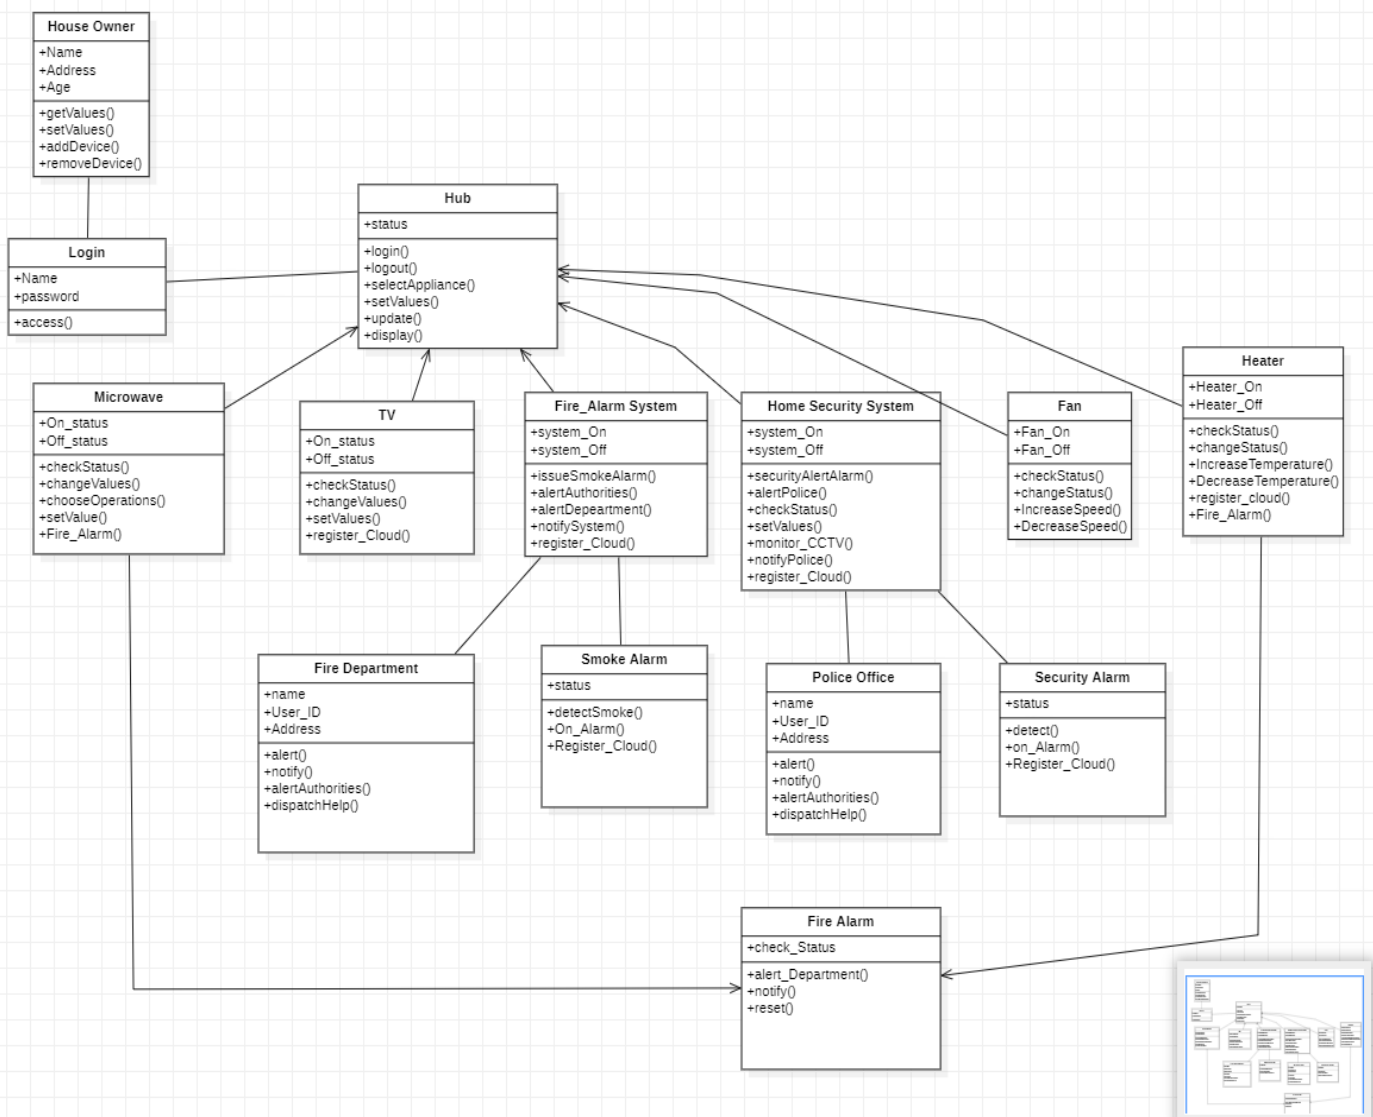 House Owner
+Name
+Address
+Age
+getValues()
+setValues()
+addDevice()
+removeDevice()
Hub
+status
+login()
+logout()
+selectAppliance()
+setValues()
+update()
+display()
Login
+Name
+password
+access()
Microwave
+On_status
+Off_status
+checkStatus()
+changeValues()
+chooseOperations()
+setValue()
+Fire_Alarm()
TV
+On_status
+Off_status
+checkStatus()
+changeValues()
+setValues()
+register_Cloud()
Fire_Alarm System
+system_On
+system_Off
+issueSmokeAlarm()
+alertAuthorities()
+alertDepeartment()
+notifySystem()
+register_Cloud()
Home Security System
+system_On
+system_Off
+securityAlertAlarm()
+alertPolice()
+checkStatus()
+setValues()
+monitor_CCTV()
+notifyPolice()
+register_Cloud()
Fan
+Fan_On
+Fan_Off
+checkStatus()
+changeStatus()
+IncreaseSpeed()
+DecreaseSpeed()
Heater
+Heater_On
+Heater_Off
+checkStatus()
+changeStatus()
+IncreaseTemperature()
+DecreaseTemperature()
+register_cloud()
+Fire_Alarm()
Fire Department
+name
+User_ID
+Address
+alert()
+notify()
+alertAuthorities()
+dispatchHelp()
Smoke Alarm
+status
+detectSmoke()
+On_Alarm()
+Register_Cloud()
Police Office
+name
+User_ID
+Address
+alert()
+notify()
+alertAuthorities()
+dispatchHelp()
Security Alarm
+status
+detect()
+on_Alarm()
+Register_Cloud()
Fire Alarm
+check_Status
+alert_Department()
+notify()
+reset()